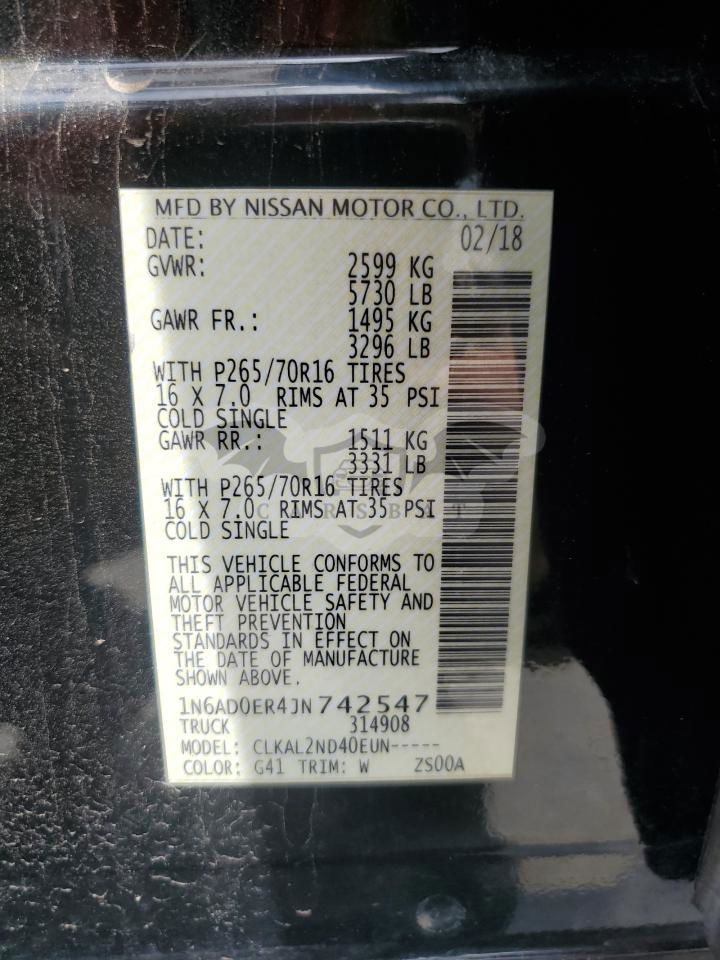 MFD BY NISSAN MOTOR CO., LTD.
DATE: 02/18
GVWR: 2599 KG
5730 LB
GAWR FR.: 1495 KG
3296 LB
WITH P265/70R16 TIRES
16 X 7.0 RIMS AT 35 PSI
COLD SINGLE
GAWR RR.: 1511 KG
3331 LB
WITH P265/70R16 TIRES
16 X 7.0 RIMS AT 35 PSI
CARSBAT
COLD SINGLE
THIS VEHICLE CONFORMS TO
ALL APPLICABLE FEDERAL
MOTOR VEHICLE SAFETY AND
THEFT PREVENTION
STANDARDS IN EFFECT ON
THE DATE OF MANUFACTURE
SHOWN ABOVE.
1N6AD0ER4JN742547
TRUCK 314908
MODEL: CLKAL2ND40EUN-----
COLOR: G41 TRIM: W ZS00A